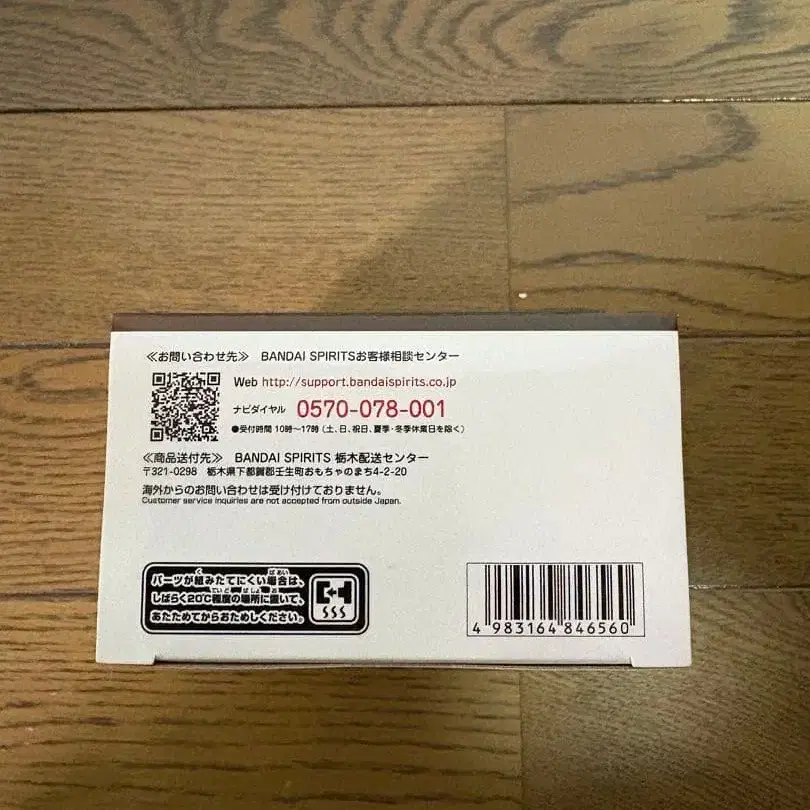 ≪お問い合わせ先≫ BANDAI SPIRITSお客様相談センター
Web http://support.bandaispirits.co.jp
ナビダイヤル 0570-078-001
●受付時間 10時～17時 (土、日、祝日、夏季・冬季休業日を除く)
≪商品送付先≫ BANDAI SPIRITS 栃木配送センター
〒321-0298 栃木県下都賀郡壬生町おもちゃのまち4-2-20
海外からのお問い合わせは受け付けておりません。
Customer service inquiries are not accepted from outside Japan.
パーツが組みたてにくい場合は、
しばらく20℃程度の場所に置いて、
あたためてからおためしください。
4 983164 846560